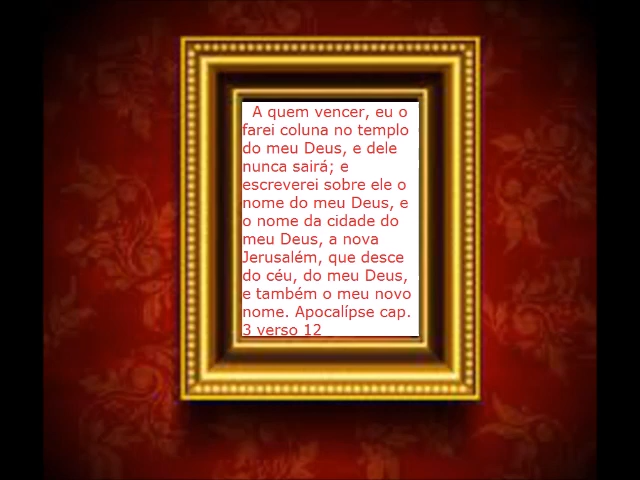 A quem vencer, eu o
farei coluna no templo
do meu Deus, e dele
nunca sairá; e
escreverei sobre ele o
nome do meu Deus, e
o nome da cidade do
meu Deus, a nova
Jerusalém, que desce
do céu, do meu Deus,
e também o meu novo
nome. Apocalípse cap.
3 verso 12